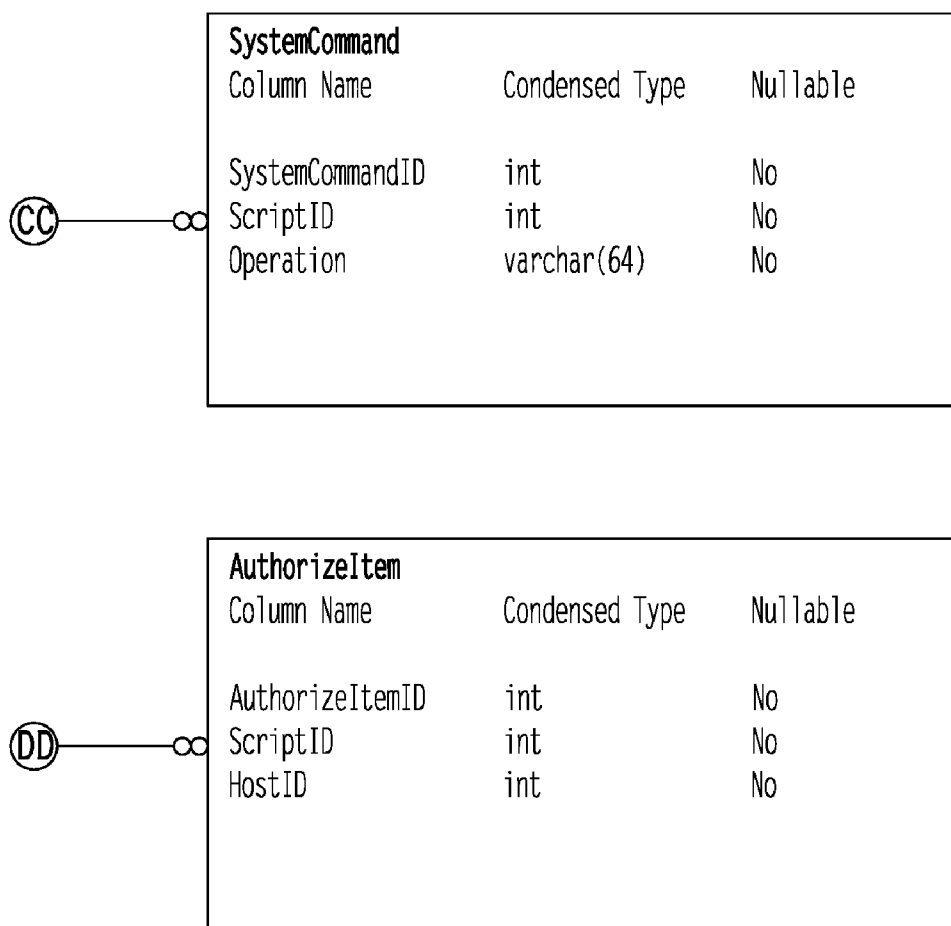 SystemCommand
Column Name Condensed Type Nullable
SystemCommandID int No
CC ScriptID int No
Operation varchar(64) No
AuthorizeItem
Column Name Condensed Type Nullable
AuthorizeItemID int No
DD ScriptID int No
HostID int No